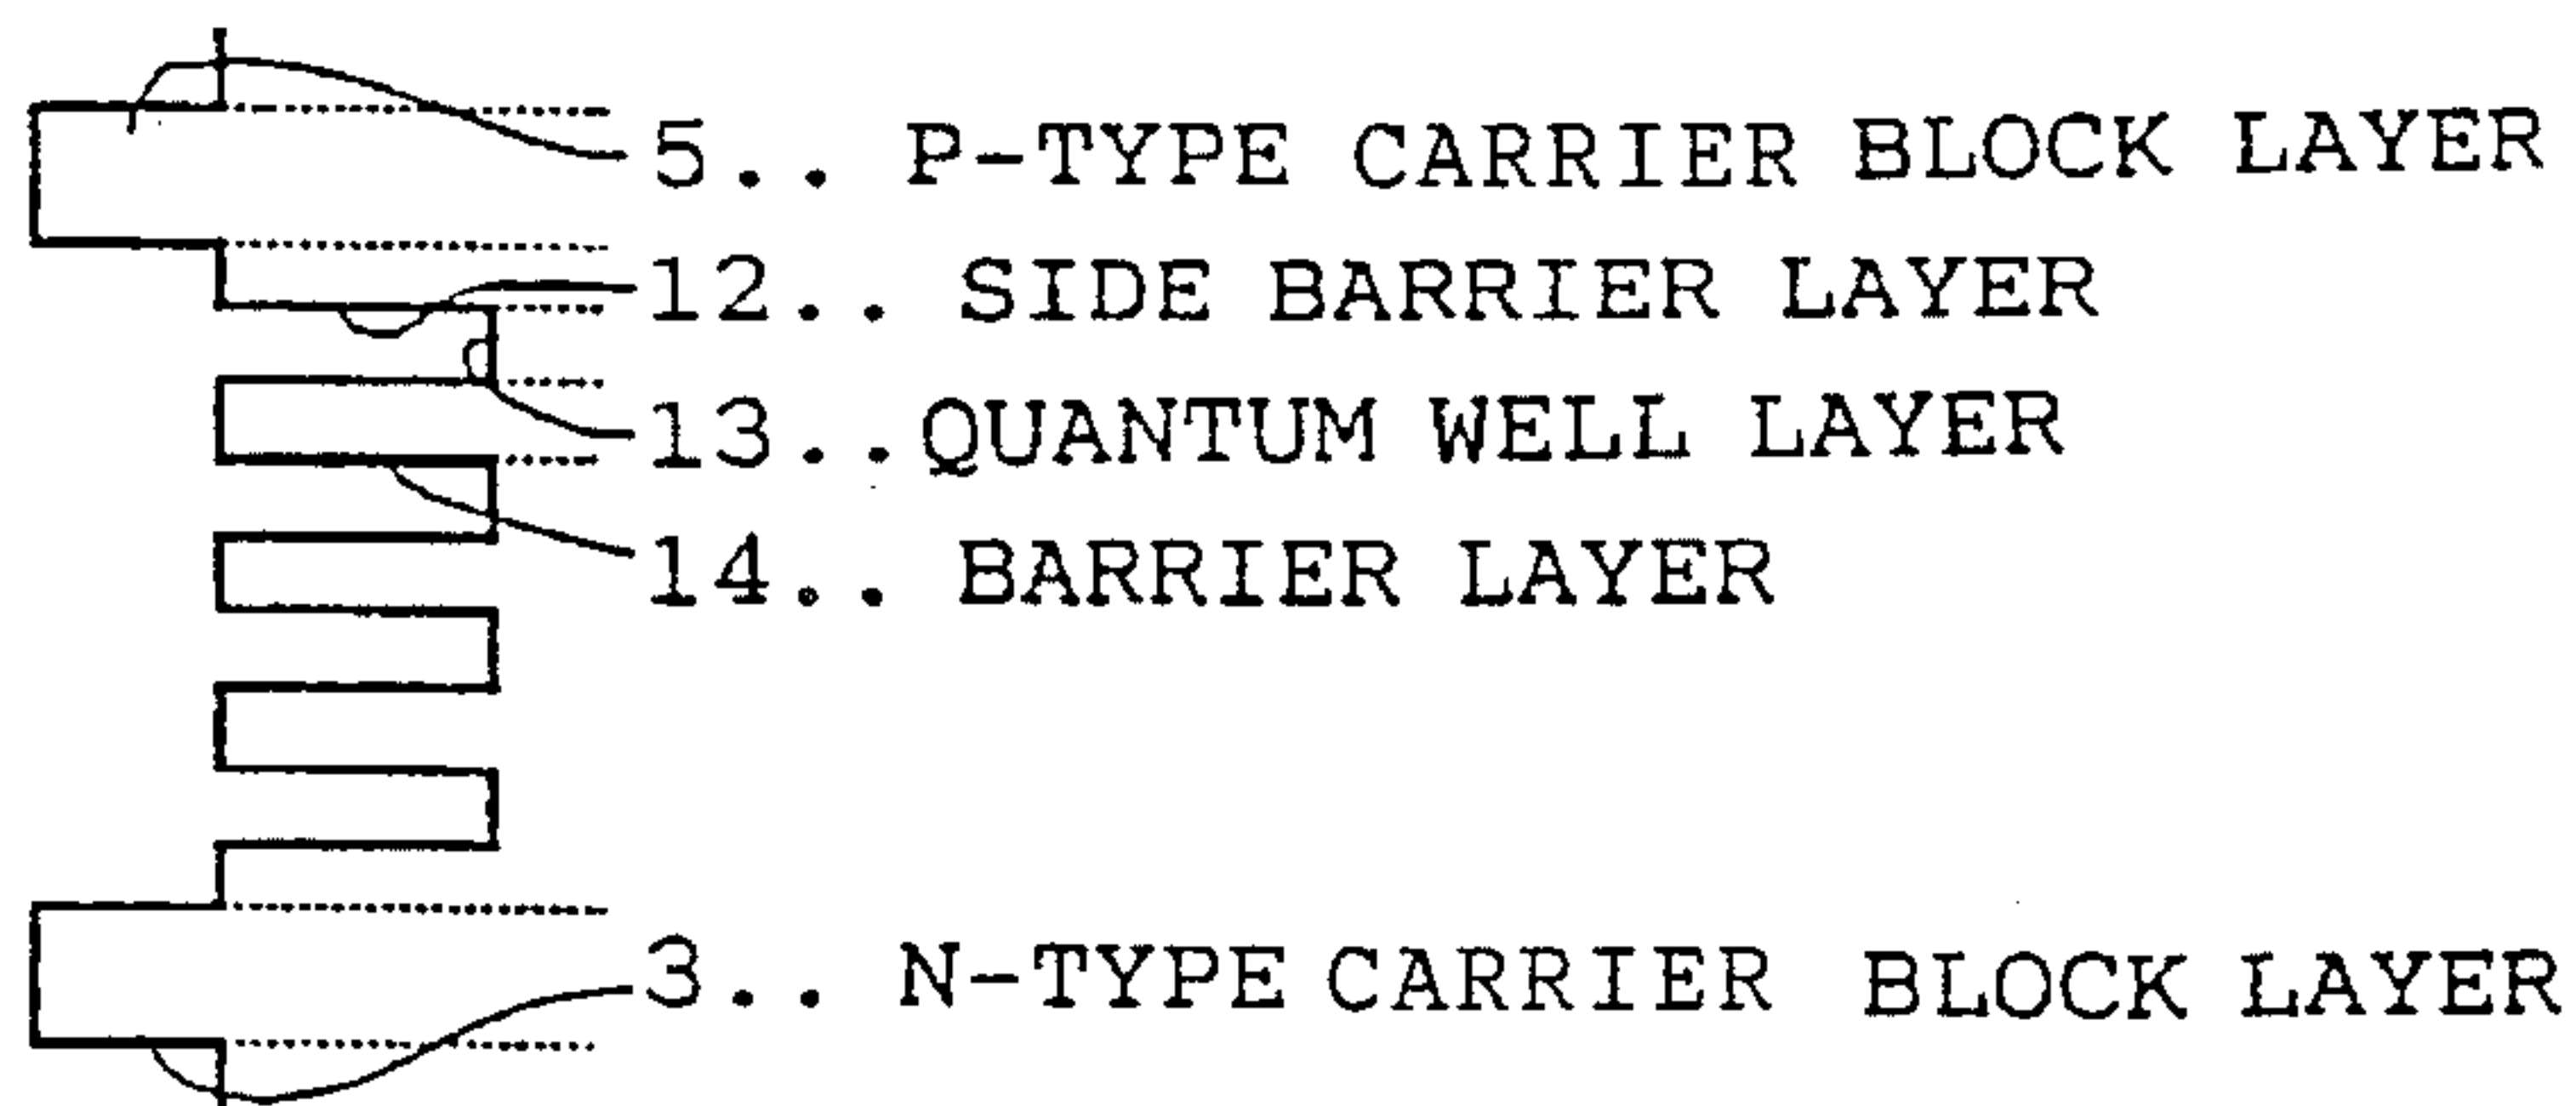 5.. P-TYPE CARRIER BLOCK LAYER
12.. SIDE BARRIER LAYER
13..QUANTUM WELL LAYER
14.. BARRIER LAYER
3.. N-TYPE CARRIER BLOCK LAYER